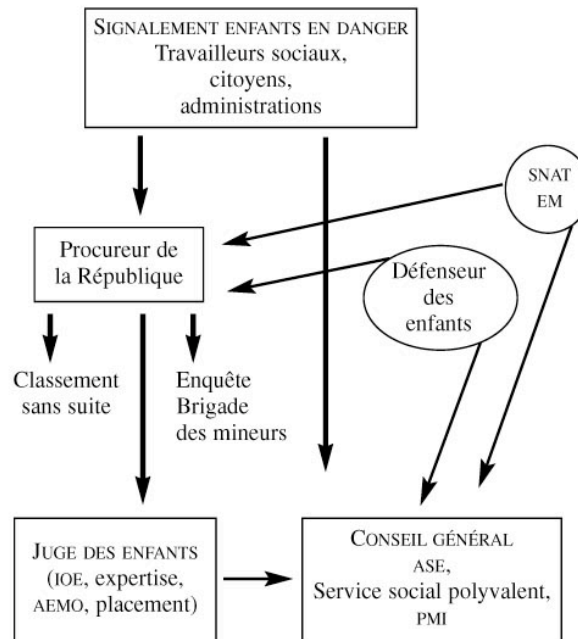 SIGNALEMENT ENFANTS EN DANGER
Travailleurs sociaux,
citoyens,
administrations
SNAT
EM
Procureur de
la République
Défenseur
des
enfants
Classement
sans suite
Enquête
Brigade
des mineurs
JUGE DES ENFANTS
(IOE, expertise,
AEMO, placement)
CONSEIL GÉNÉRAL
ASE,
Service social polyvalent,
PMI